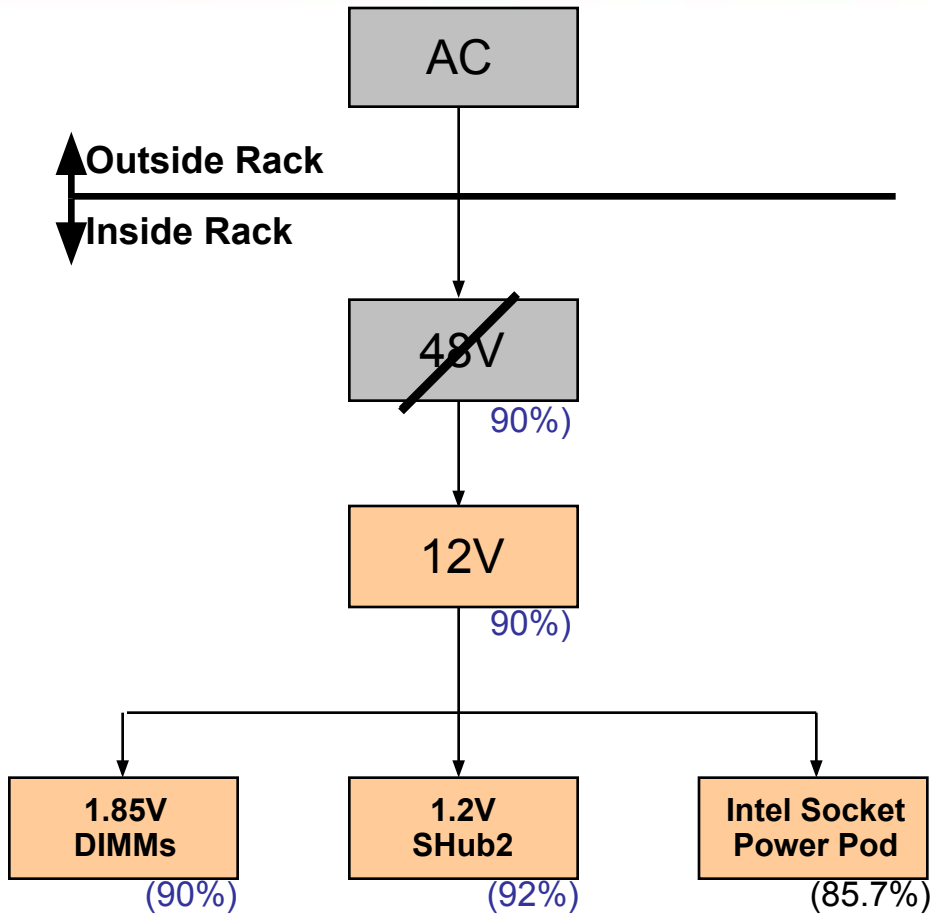 AC
Outside Rack
Inside Rack
48V
90%)
12V
90%)
1.85V
DIMMs
(90%)
1.2V
SHub2
(92%)
Intel Socket
Power Pod
(85.7%)